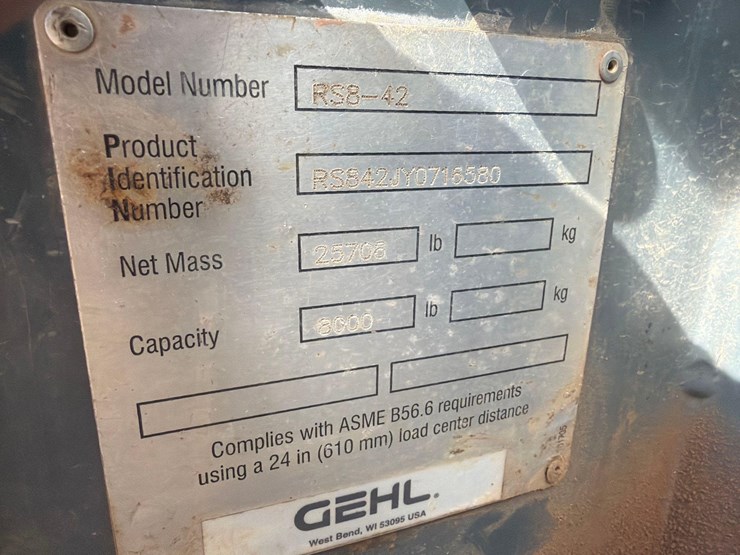 Model Number RS8-42
Product
Identification
Number RS842JY0716580
Net Mass 25708 lb kg
Capacity 8000 lb kg
Complies with ASME B56.6 requirements
using a 24 in (610 mm) load center distance
GEHL®
West Bend, WI 53095 USA